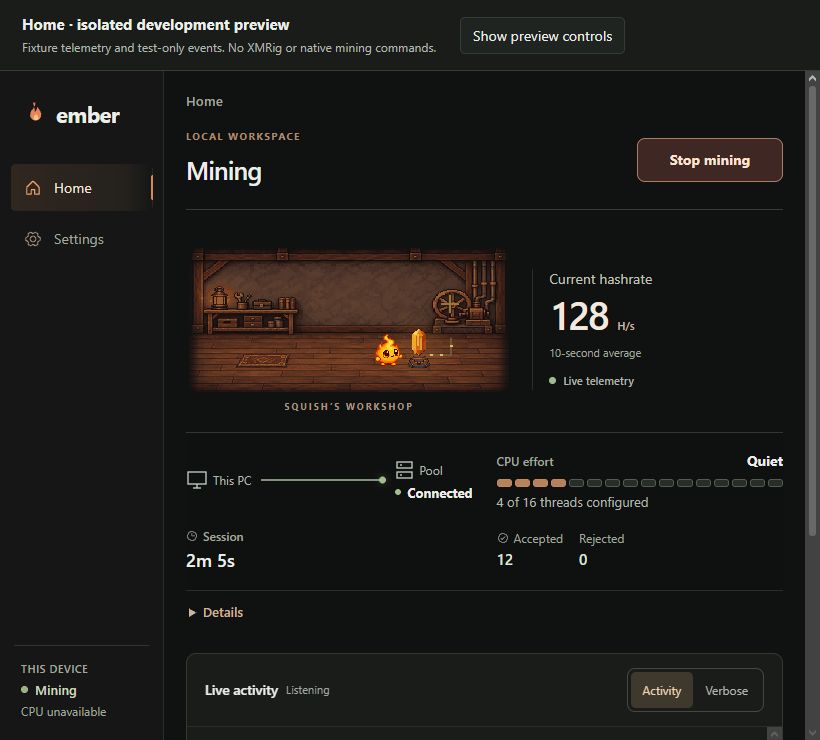 Home · isolated development preview
Fixture telemetry and test-only events. No XMRig or native mining commands.
Show preview controls
ember
Home
Settings
THIS DEVICE
Mining
CPU unavailable
Home
LOCAL WORKSPACE
Mining
Stop mining
SQUISH'S WORKSHOP
Current hashrate
128 H/s
10-second average
Live telemetry
This PC
Pool
Connected
CPU effort
Quiet
4 of 16 threads configured
Session
2m 5s
Accepted
12
Rejected
0
Details
Live activity
Listening
Activity
Verbose